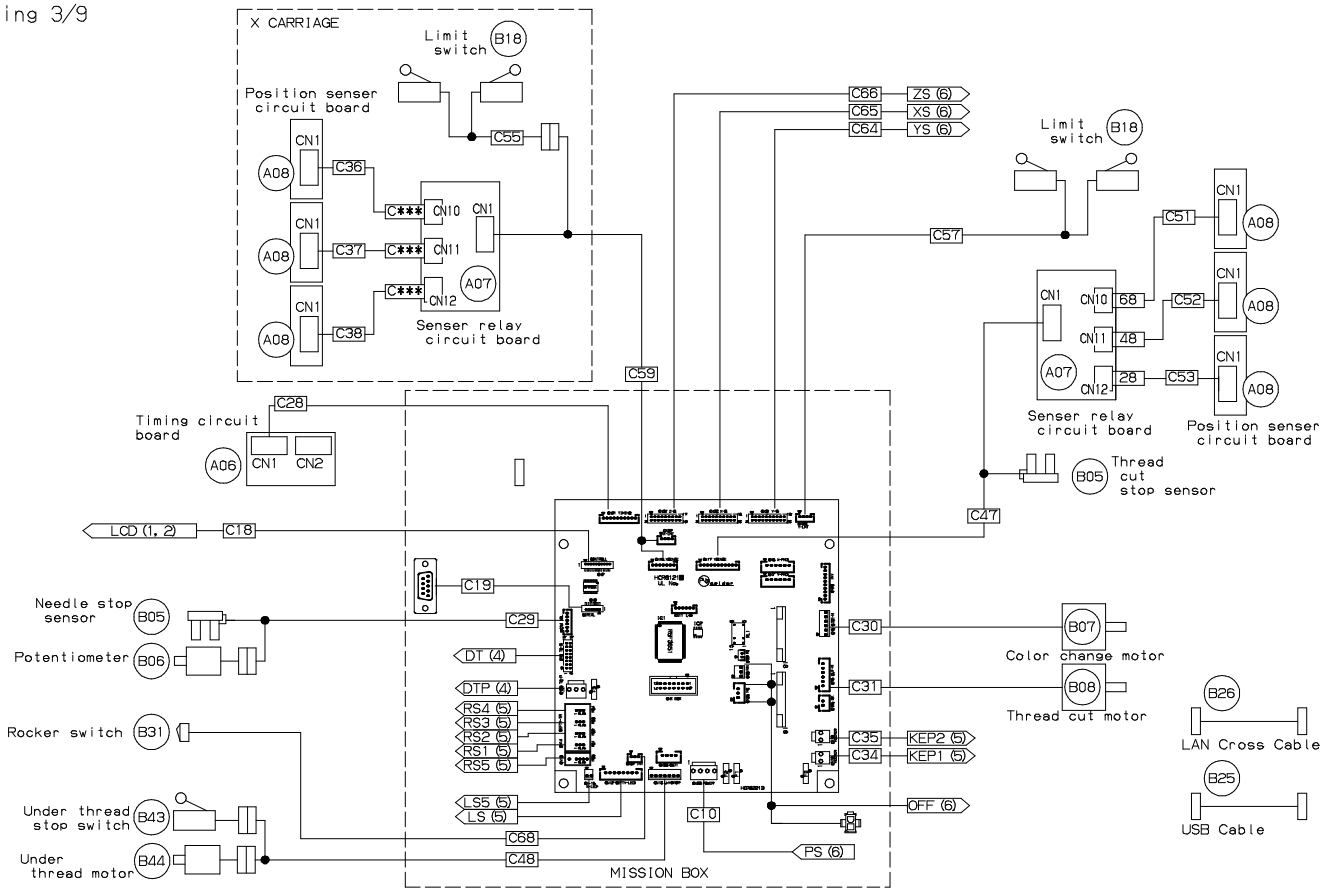 ing 3/9
X CARRIAGE
Limit
switch
B18
Position senser
circuit board
CN1
A08
C36
C55
C***
CN10
CN1
CN1
A08
C37
C***
CN11
A07
CN1
A08
C38
C***
CN12
Senser relay
circuit board
C66
ZS (6)
C65
XS (6)
C64
YS (6)
Limit
switch
B18
C57
CN1
C51
A08
CN1
CN10
68
C52
CN1
A08
CN11
48
A07
CN12
28
C53
CN1
A08
Senser relay
circuit board
Position senser
circuit board
C59
C28
Timing circuit
board
A06
CN1
CN2
B05
Thread
cut
stop sensor
C47
LCD (1, 2)
C18
C19
Needle stop
sensor
B05
C29
Potentiometer
B06
DT (4)
DTP (4)
RS4 (5)
RS3 (5)
RS2 (5)
RS1 (5)
RS5 (5)
Rocker switch
B31
LS5 (5)
LS (5)
Under thread
stop switch
B43
C68
Under
thread motor
B44
C48
C10
PS (6)
MISSION BOX
C30
B07
Color change motor
C31
B08
Thread cut motor
C35
KEP2 (5)
C34
KEP1 (5)
OFF (6)
B26
LAN Cross Cable
B25
USB Cable